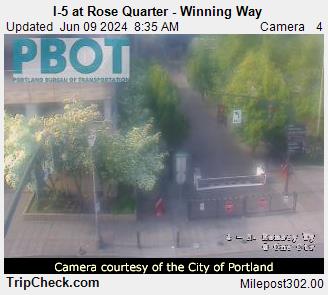 I-5 at Rose Quarter - Winning Way
Updated Jun 09 2024 8:35 AM Camera 4
PBOT
PORTLAND BUREAU OF TRANSPORTATION
Camera courtesy of the City of Portland
TripCheck.com Milepost302.00